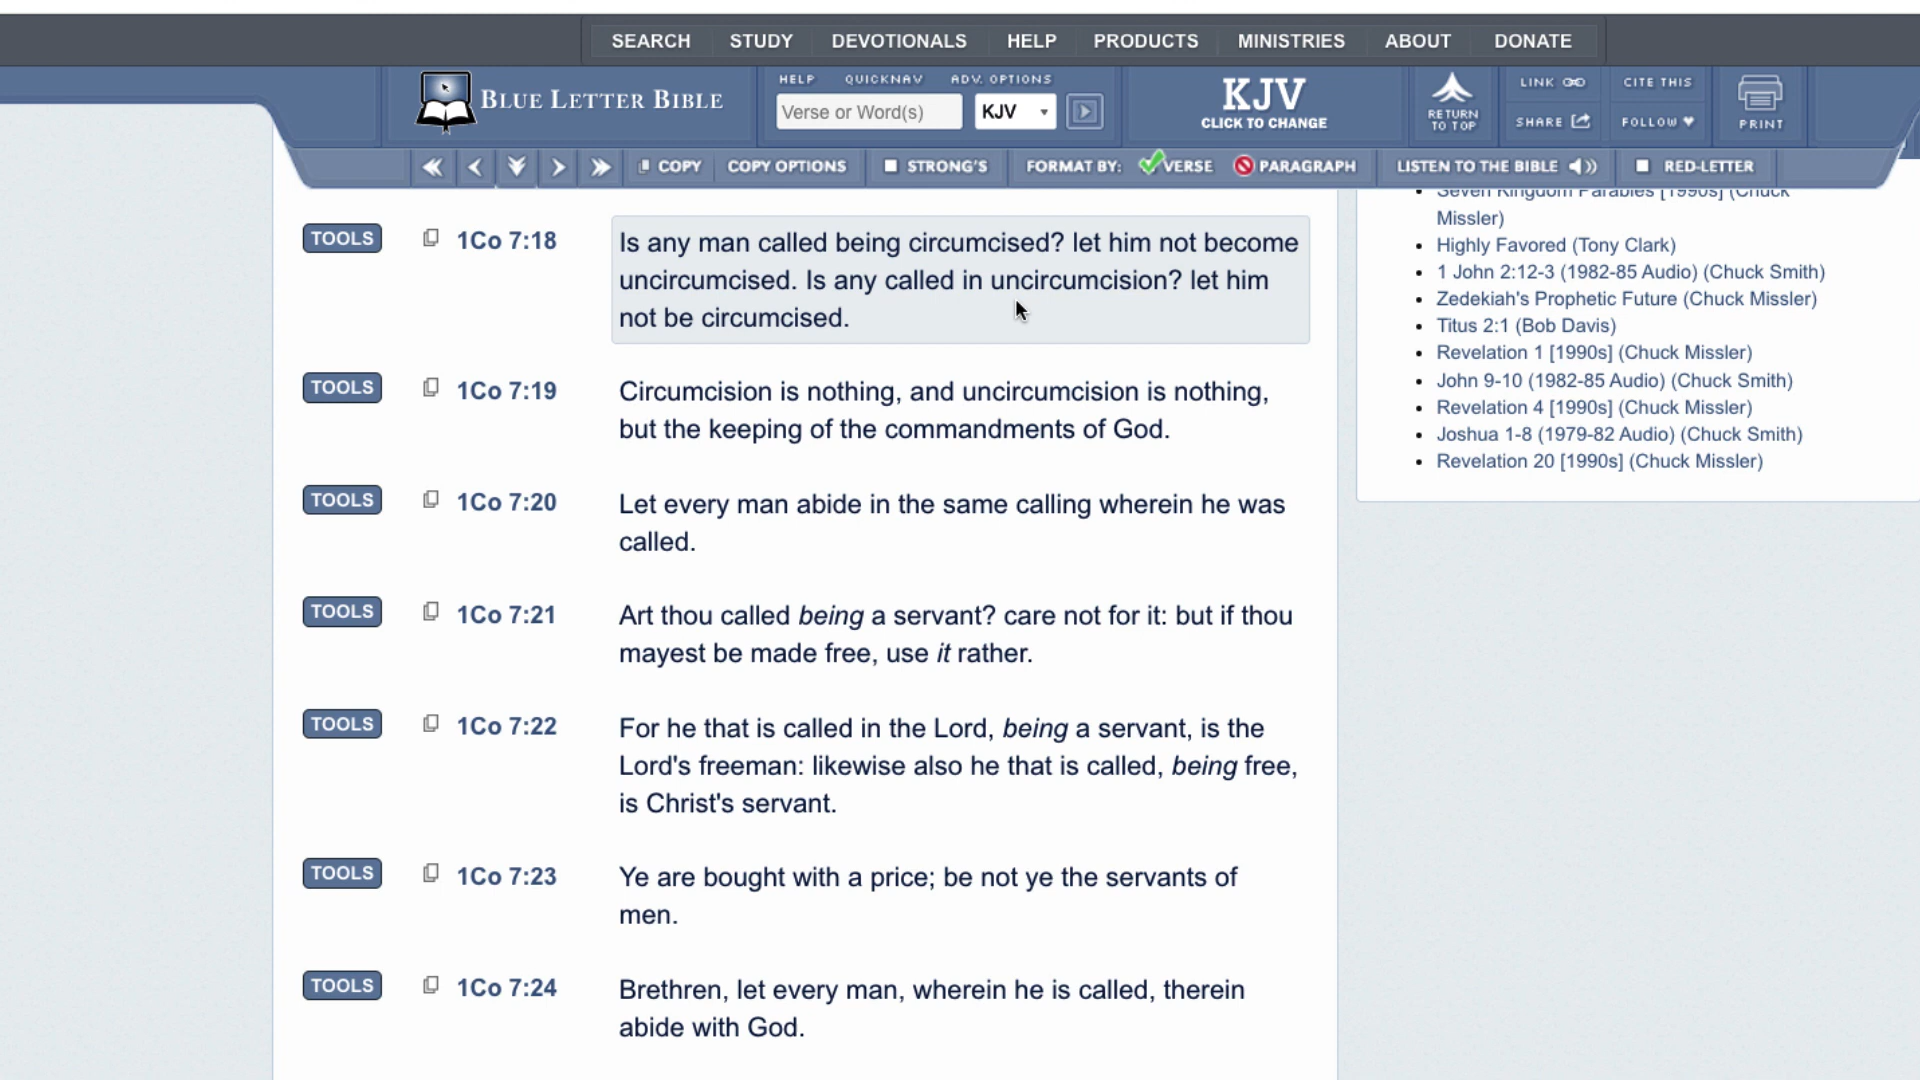 SEARCH STUDY DEVOTIONALS HELP PRODUCTS MINISTRIES ABOUT DONATE
BLUE LETTER BIBLE
HELP QUICKNAV ADV. OPTIONS
Verse or Word(s) KJV
KJV
CLICK TO CHANGE
RETURN
TO TOP
LINK
SHARE
CITE THIS
FOLLOW
PRINT
COPY COPY OPTIONS STRONG'S FORMAT BY: VERSE PARAGRAPH LISTEN TO THE BIBLE RED-LETTER
TOOLS 1Co 7:18 Is any man called being circumcised? let him not become
uncircumcised. Is any called in uncircumcision? let him
not be circumcised.
TOOLS 1Co 7:19 Circumcision is nothing, and uncircumcision is nothing,
but the keeping of the commandments of God.
TOOLS 1Co 7:20 Let every man abide in the same calling wherein he was
called.
TOOLS 1Co 7:21 Art thou called being a servant? care not for it: but if thou
mayest be made free, use it rather.
TOOLS 1Co 7:22 For he that is called in the Lord, being a servant, is the
Lord's freeman: likewise also he that is called, being free,
is Christ's servant.
TOOLS 1Co 7:23 Ye are bought with a price; be not ye the servants of
men.
TOOLS 1Co 7:24 Brethren, let every man, wherein he is called, therein
abide with God.
Seven Kingdom Parables [1990s] (Chuck
Missler)
Highly Favored (Tony Clark)
1 John 2:12-3 (1982-85 Audio) (Chuck Smith)
Zedekiah's Prophetic Future (Chuck Missler)
Titus 2:1 (Bob Davis)
Revelation 1 [1990s] (Chuck Missler)
John 9-10 (1982-85 Audio) (Chuck Smith)
Revelation 4 [1990s] (Chuck Missler)
Joshua 1-8 (1979-82 Audio) (Chuck Smith)
Revelation 20 [1990s] (Chuck Missler)